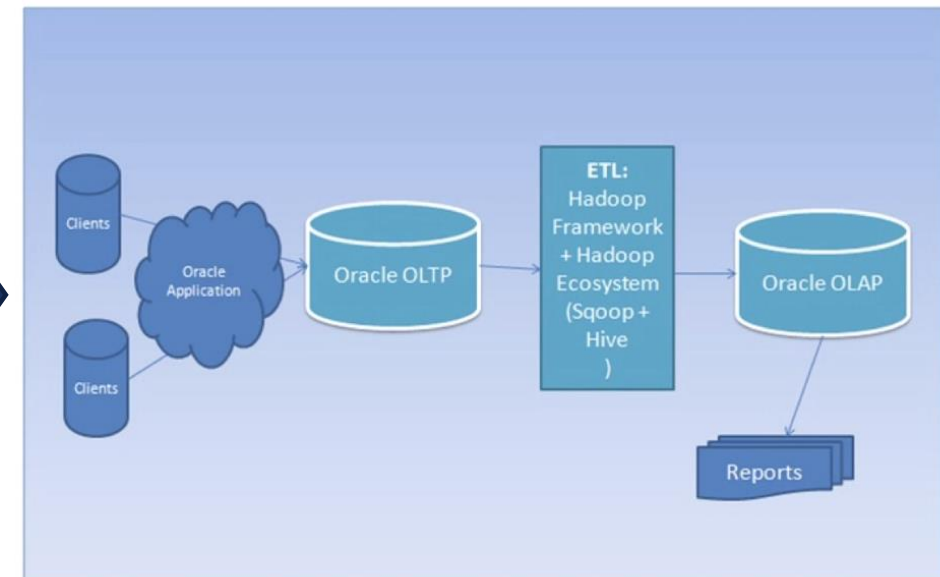 Clients
Oracle
Application
Clients
Oracle OLTP
ETL:
Hadoop
Framework
+ Hadoop
Ecosystem
(Sqoop +
Hive
)
Oracle OLAP
Reports